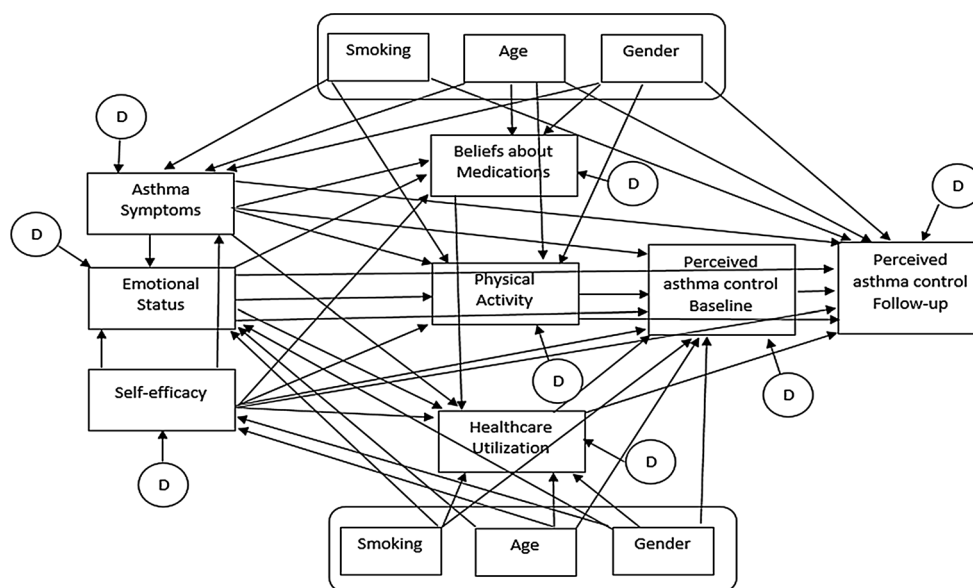 Smoking
Age
Gender
D
Beliefs about
Medications
D
D
Asthma
Symptoms
D
Emotional
Status
Physical
Activity
Perceived
asthma control
Baseline
Perceived
asthma control
Follow-up
Self-efficacy
D
D
D
Healthcare
Utilization
D
Smoking
Age
Gender